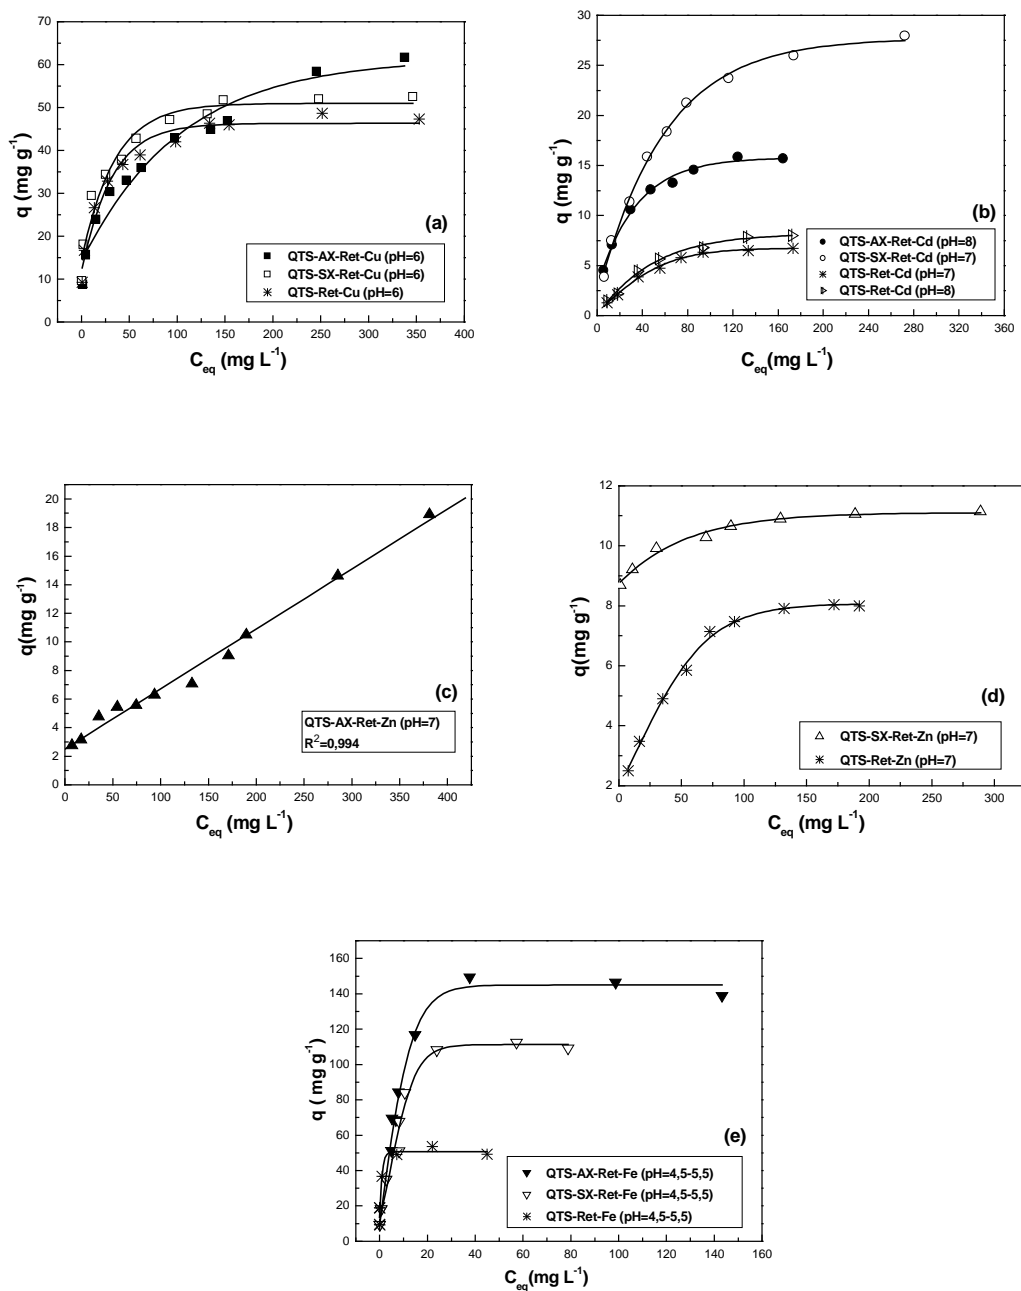 70
60
50
40
30
20
10
0
q (mg g⁻¹)
(a)
QTS-AX-Ret-Cu (pH=6)
QTS-SX-Ret-Cu (pH=6)
QTS-Ret-Cu (pH=6)
0 50 100 150 200 250 300 350 400
C_eq (mg L⁻¹)
30
25
20
15
10
5
0
q (mg g⁻¹)
(b)
QTS-AX-Ret-Cd (pH=8)
QTS-SX-Ret-Cd (pH=7)
QTS-Ret-Cd (pH=7)
QTS-Ret-Cd (pH=8)
0 40 80 120 160 200 240 280 320 360
C_eq(mg L⁻¹)
20
18
16
14
12
10
8
6
4
2
0
q(mg g⁻¹)
(c)
QTS-AX-Ret-Zn (pH=7)
R²=0,994
0 50 100 150 200 250 300 350 400
C_eq (mg L⁻¹)
12
10
8
6
4
2
q(mg g⁻¹)
(d)
QTS-SX-Ret-Zn (pH=7)
QTS-Ret-Zn (pH=7)
0 50 100 150 200 250 300
C_eq (mg L⁻¹)
160
140
120
100
80
60
40
20
0
q ( mg g⁻¹)
(e)
QTS-AX-Ret-Fe (pH=4,5-5,5)
QTS-SX-Ret-Fe (pH=4,5-5,5)
QTS-Ret-Fe (pH=4,5-5,5)
0 20 40 60 80 100 120 140 160
C_eq(mg L⁻¹)